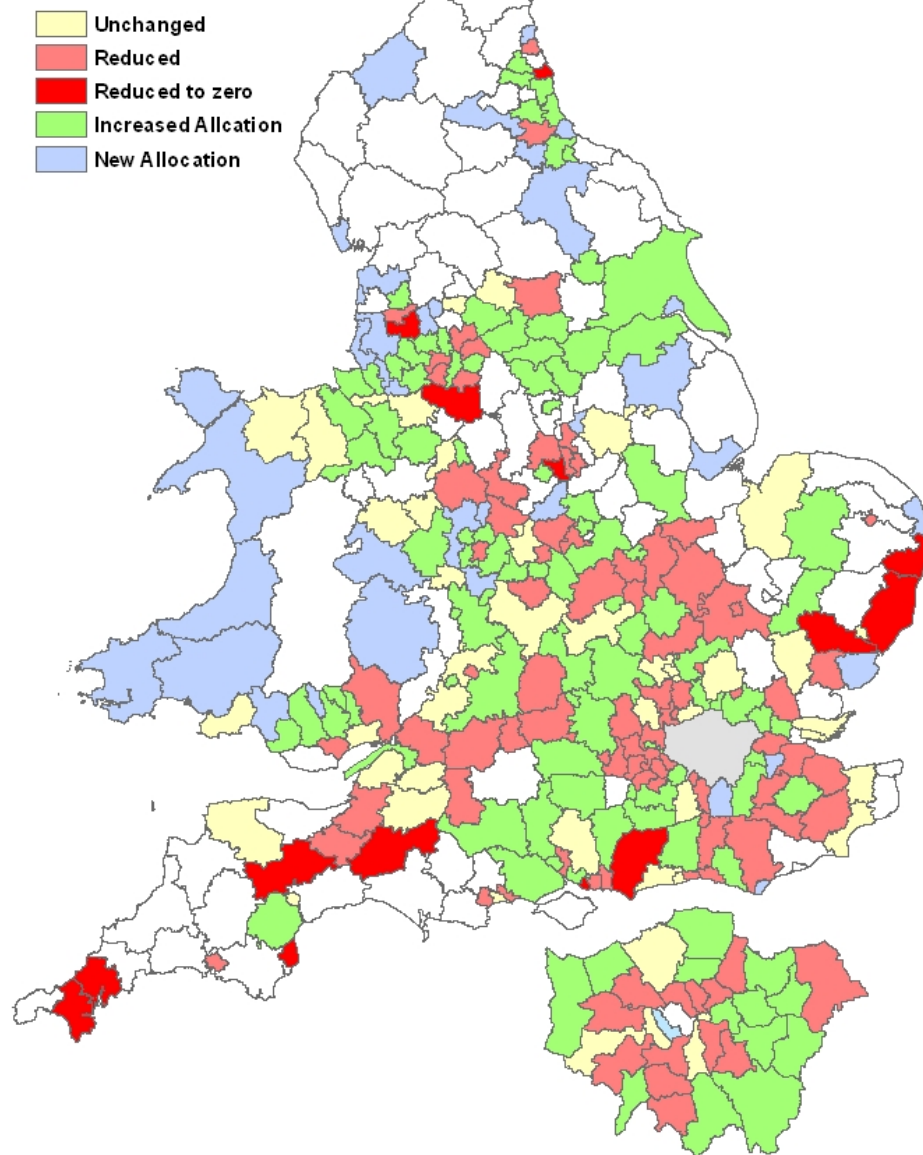 Unchanged
Reduced
Reduced to zero
Increased Allcation
New Allocation